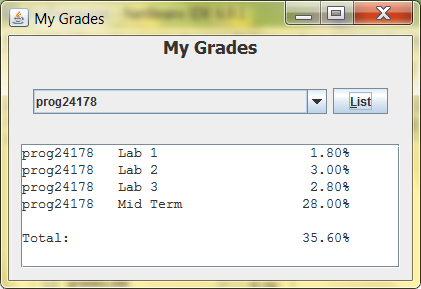 My Grades
My Grades
prog24178 List
prog24178 Lab 1 1.80%
prog24178 Lab 2 3.00%
prog24178 Lab 3 2.80%
prog24178 Mid Term 28.00%
Total: 35.60%